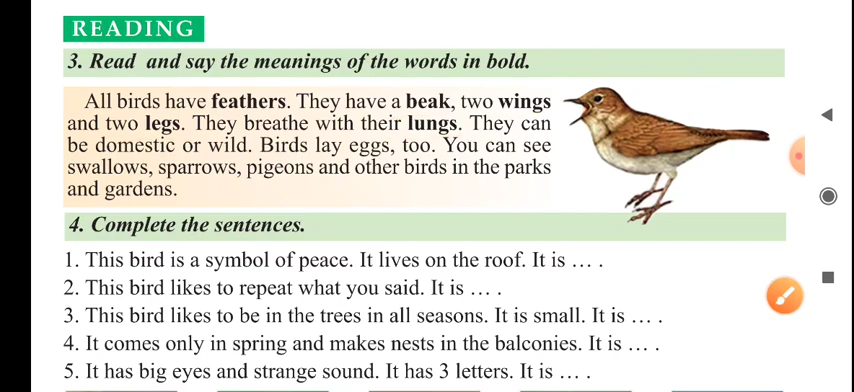 READING
3. Read and say the meanings of the words in bold.
All birds have feathers. They have a beak, two wings
and two legs. They breathe with their lungs. They can
be domestic or wild. Birds lay eggs, too. You can see
swallows, sparrows, pigeons and other birds in the parks
and gardens.
4. Complete the sentences.
1. This bird is a symbol of peace. It lives on the roof. It is … .
2. This bird likes to repeat what you said. It is … .
3. This bird likes to be in the trees in all seasons. It is small. It is … .
4. It comes only in spring and makes nests in the balconies. It is … .
5. It has big eyes and strange sound. It has 3 letters. It is … .